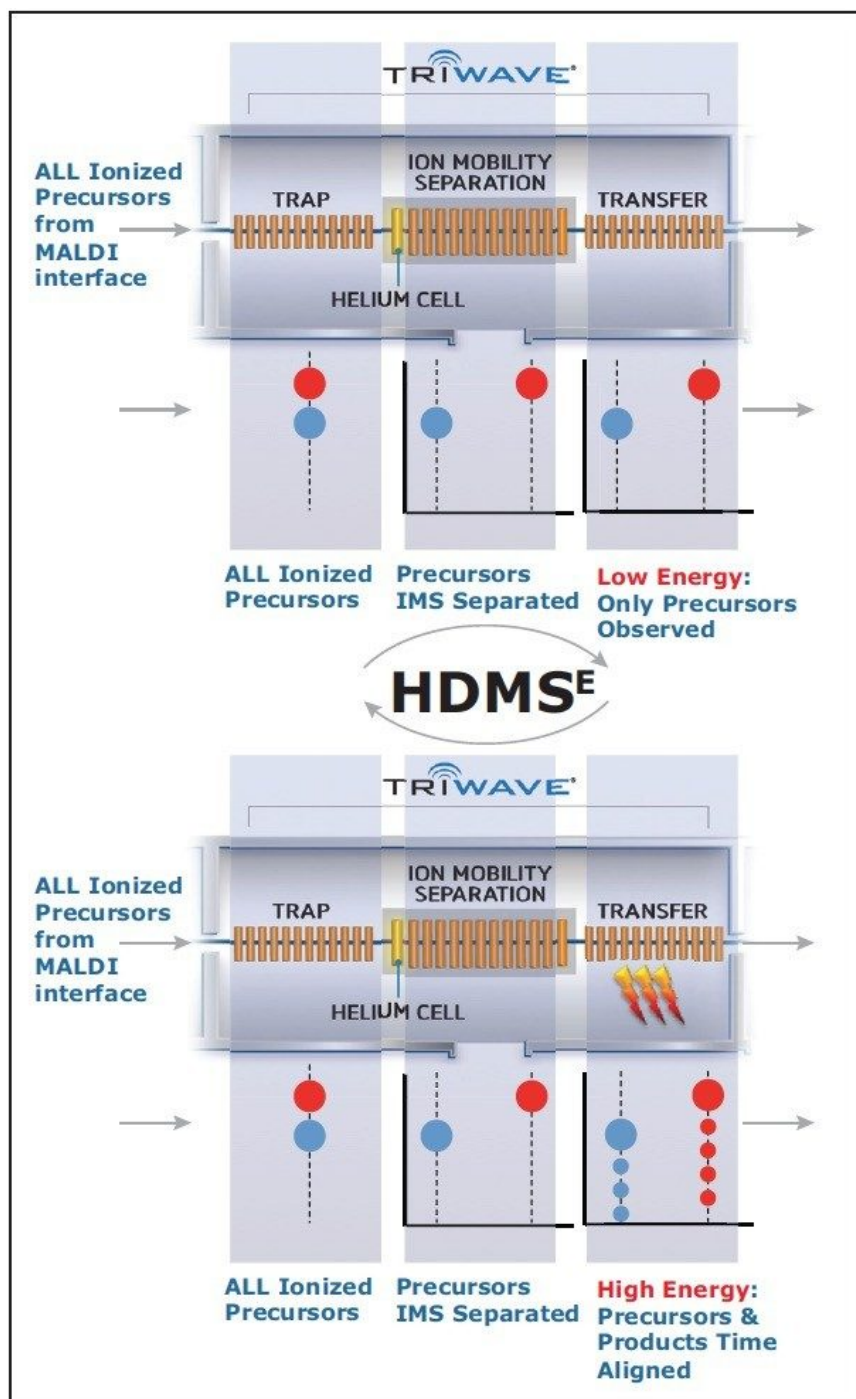 TRIWAVE®
ALL Ionized
Precursors
from
MALDI
interface
ION MOBILITY
SEPARATION
TRAP
TRANSFER
HELIUM CELL
ALL Ionized
Precursors
Precursors
IMS Separated
Low Energy:
Only Precursors
Observed
HDMSᴱ
TRIWAVE®
ALL Ionized
Precursors
from
MALDI
interface
ION MOBILITY
SEPARATION
TRAP
TRANSFER
HELIUM CELL
ALL Ionized
Precursors
Precursors
IMS Separated
High Energy:
Precursors &
Products Time
Aligned